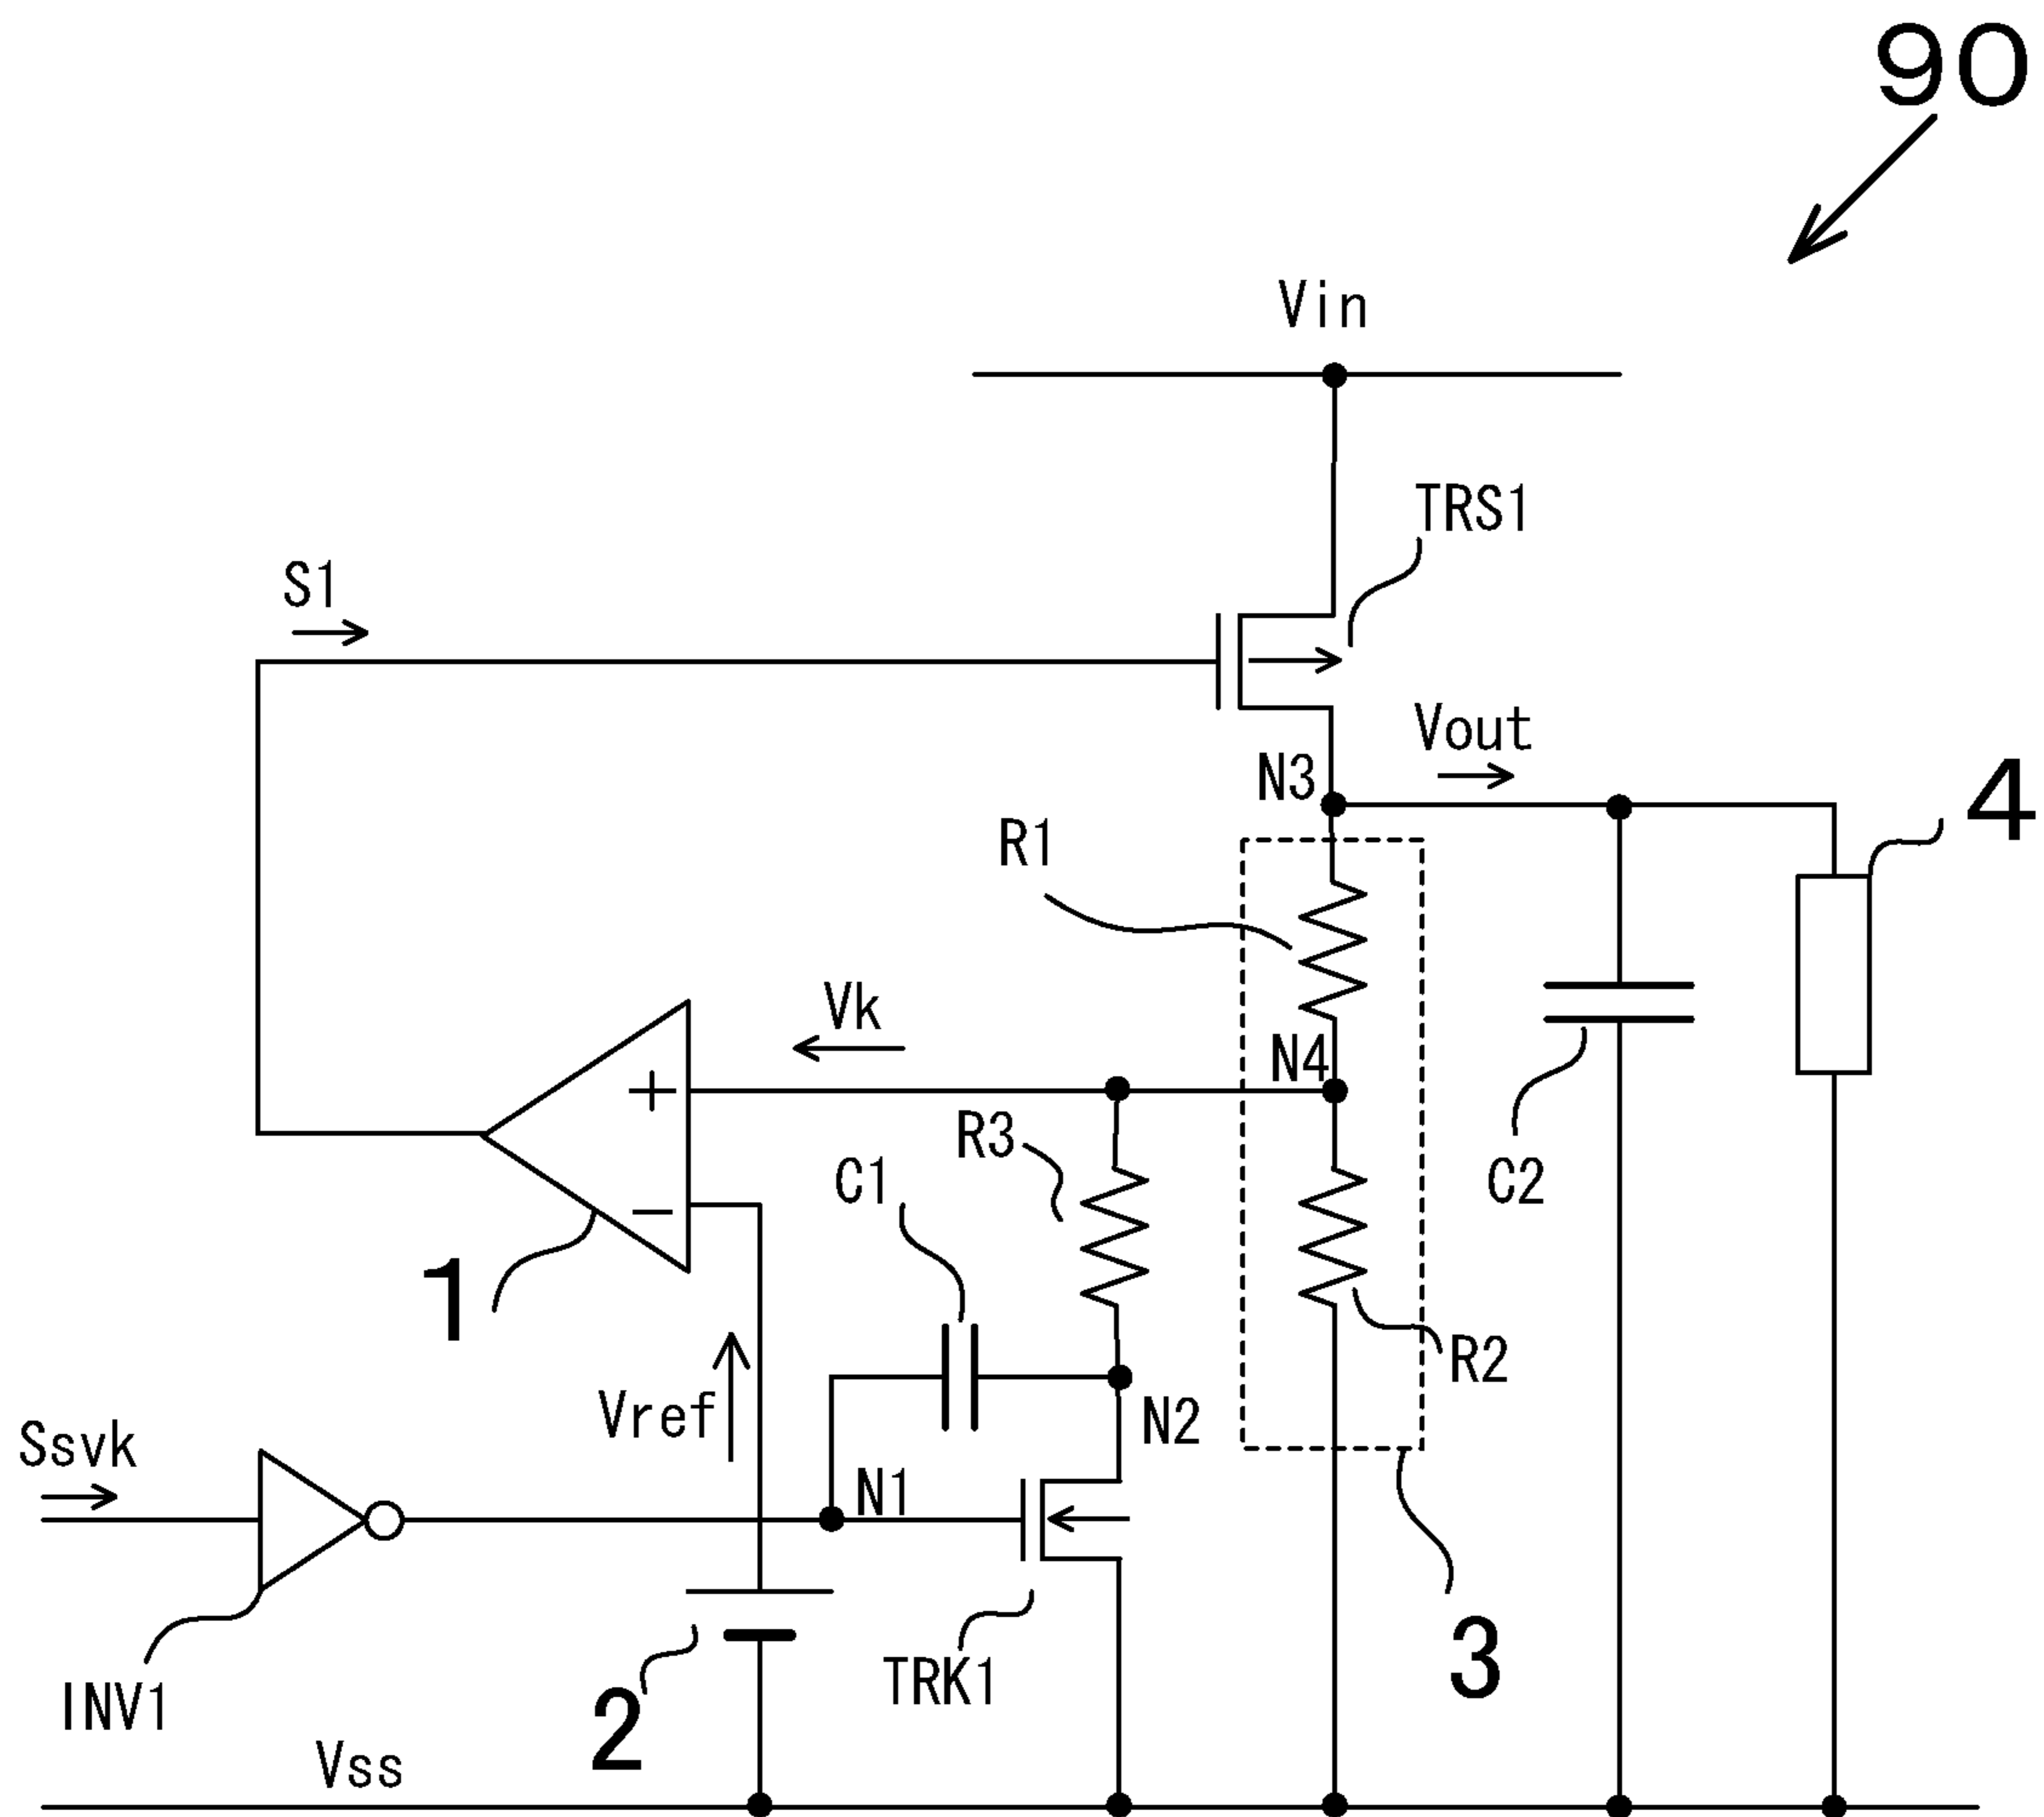 90
Vin
TRS1
S1
Vout
N3
4
R1
Vk
N4
+
R3
C1
C2
−
1
R2
Vref
N2
Ssvk
N1
3
TRK1
INV1
2
Vss